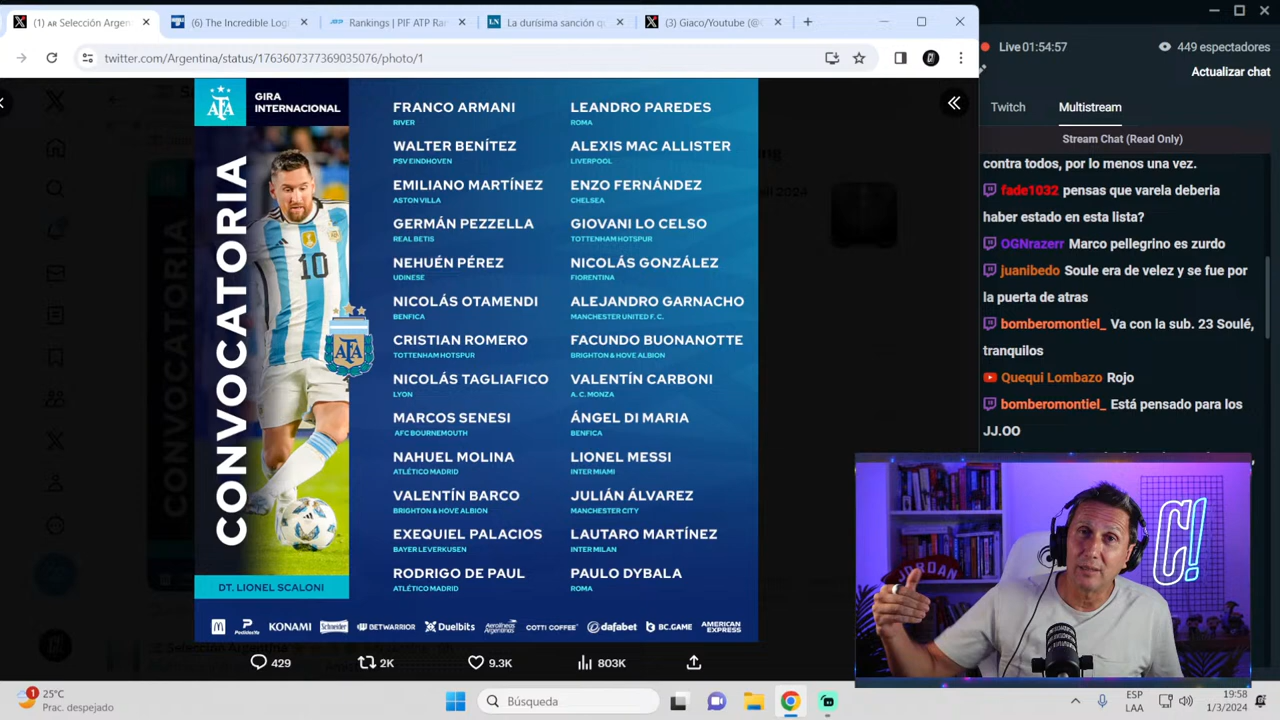 (1) AR Selección Argen
(6) The Incredible Log
Rankings | PIF ATP Ran
La durísima sanción q
(3) Giaco/Youtube (@
twitter.com/Argentina/status/1763607377369035076/photo/1
Live 01:54:57
449 espectadores
Actualizar chat
Twitch
Multistream
Stream Chat (Read Only)
contra todos, por lo menos una vez.
fade1032 pensas que varela deberia
haber estado en esta lista?
OGNrazerr Marco pellegrino es zurdo
juanibedo Soule era de velez y se fue por
la puerta de atras
bomberomontiel_ Va con la sub. 23 Soulé,
tranquilos
Quequi Lombazo Rojo
bomberomontiel_ Está pensado para los
JJ.OO
AFA
GIRA
INTERNACIONAL
CONVOCATORIA
10
AFA
DT. LIONEL SCALONI
FRANCO ARMANI
RIVER
WALTER BENÍTEZ
PSV EINDHOVEN
EMILIANO MARTÍNEZ
ASTON VILLA
GERMÁN PEZZELLA
REAL BETIS
NEHUÉN PÉREZ
UDINESE
NICOLÁS OTAMENDI
BENFICA
CRISTIAN ROMERO
TOTTENHAM HOTSPUR
NICOLÁS TAGLIAFICO
LYON
MARCOS SENESI
AFC BOURNEMOUTH
NAHUEL MOLINA
ATLÉTICO MADRID
VALENTÍN BARCO
BRIGHTON & HOVE ALBION
EXEQUIEL PALACIOS
BAYER LEVERKUSEN
RODRIGO DE PAUL
ATLÉTICO MADRID
LEANDRO PAREDES
ROMA
ALEXIS MAC ALLISTER
LIVERPOOL
ENZO FERNÁNDEZ
CHELSEA
GIOVANI LO CELSO
TOTTENHAM HOTSPUR
NICOLÁS GONZÁLEZ
FIORENTINA
ALEJANDRO GARNACHO
MANCHESTER UNITED F. C.
FACUNDO BUONANOTTE
BRIGHTON & HOVE ALBION
VALENTÍN CARBONI
A. C. MONZA
ÁNGEL DI MARIA
BENFICA
LIONEL MESSI
INTER MIAMI
JULIÁN ÁLVAREZ
MANCHESTER CITY
LAUTARO MARTÍNEZ
INTER MILAN
PAULO DYBALA
ROMA
PedidosYa KONAMI Schneider BETWARRIOR Duelbits Aerolíneas Argentinas COTTI COFFEE dafabet BC.GAME AMERICAN EXPRESS
429
2K
9.3K
803K
JORDAN
C!
1
25°C
Prac. despejado
Búsqueda
ESP
LAA
19:58
1/3/2024